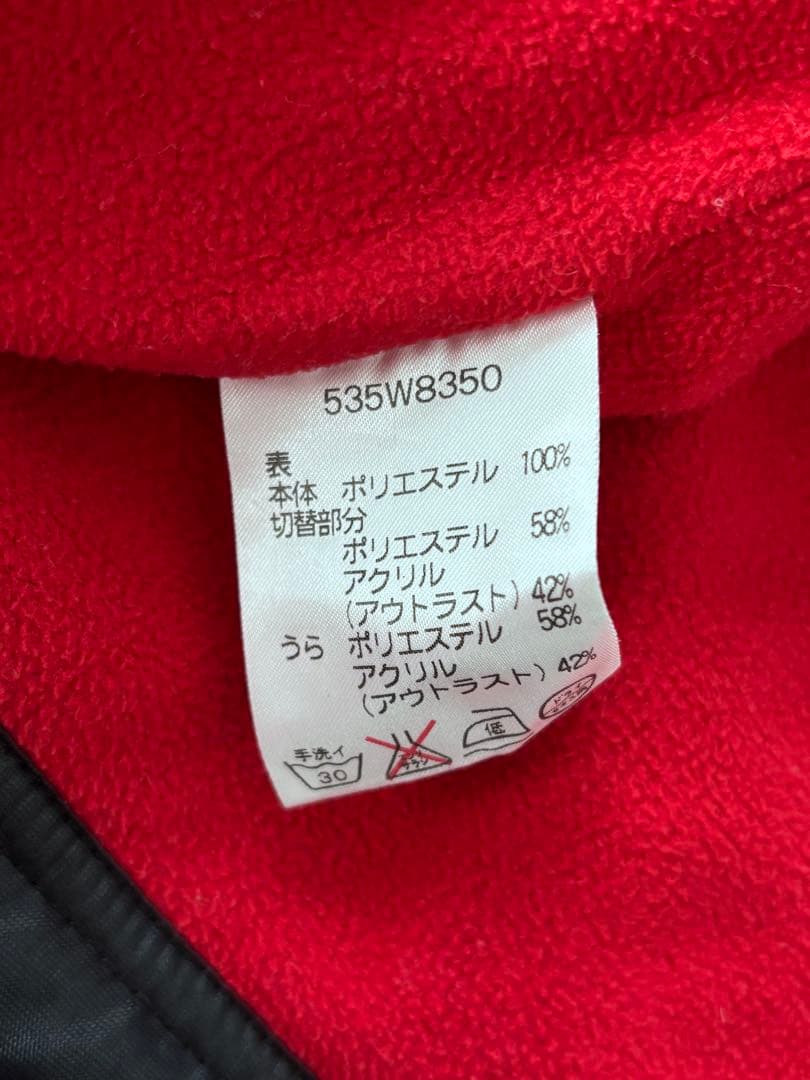 535W8350
表
本体 ポリエステル 100%
切替部分
ポリエステル 58%
アクリル
(アウトラスト) 42%
うら ポリエステル 58%
アクリル
(アウトラスト) 42%
手洗イ
30
低
ドライ